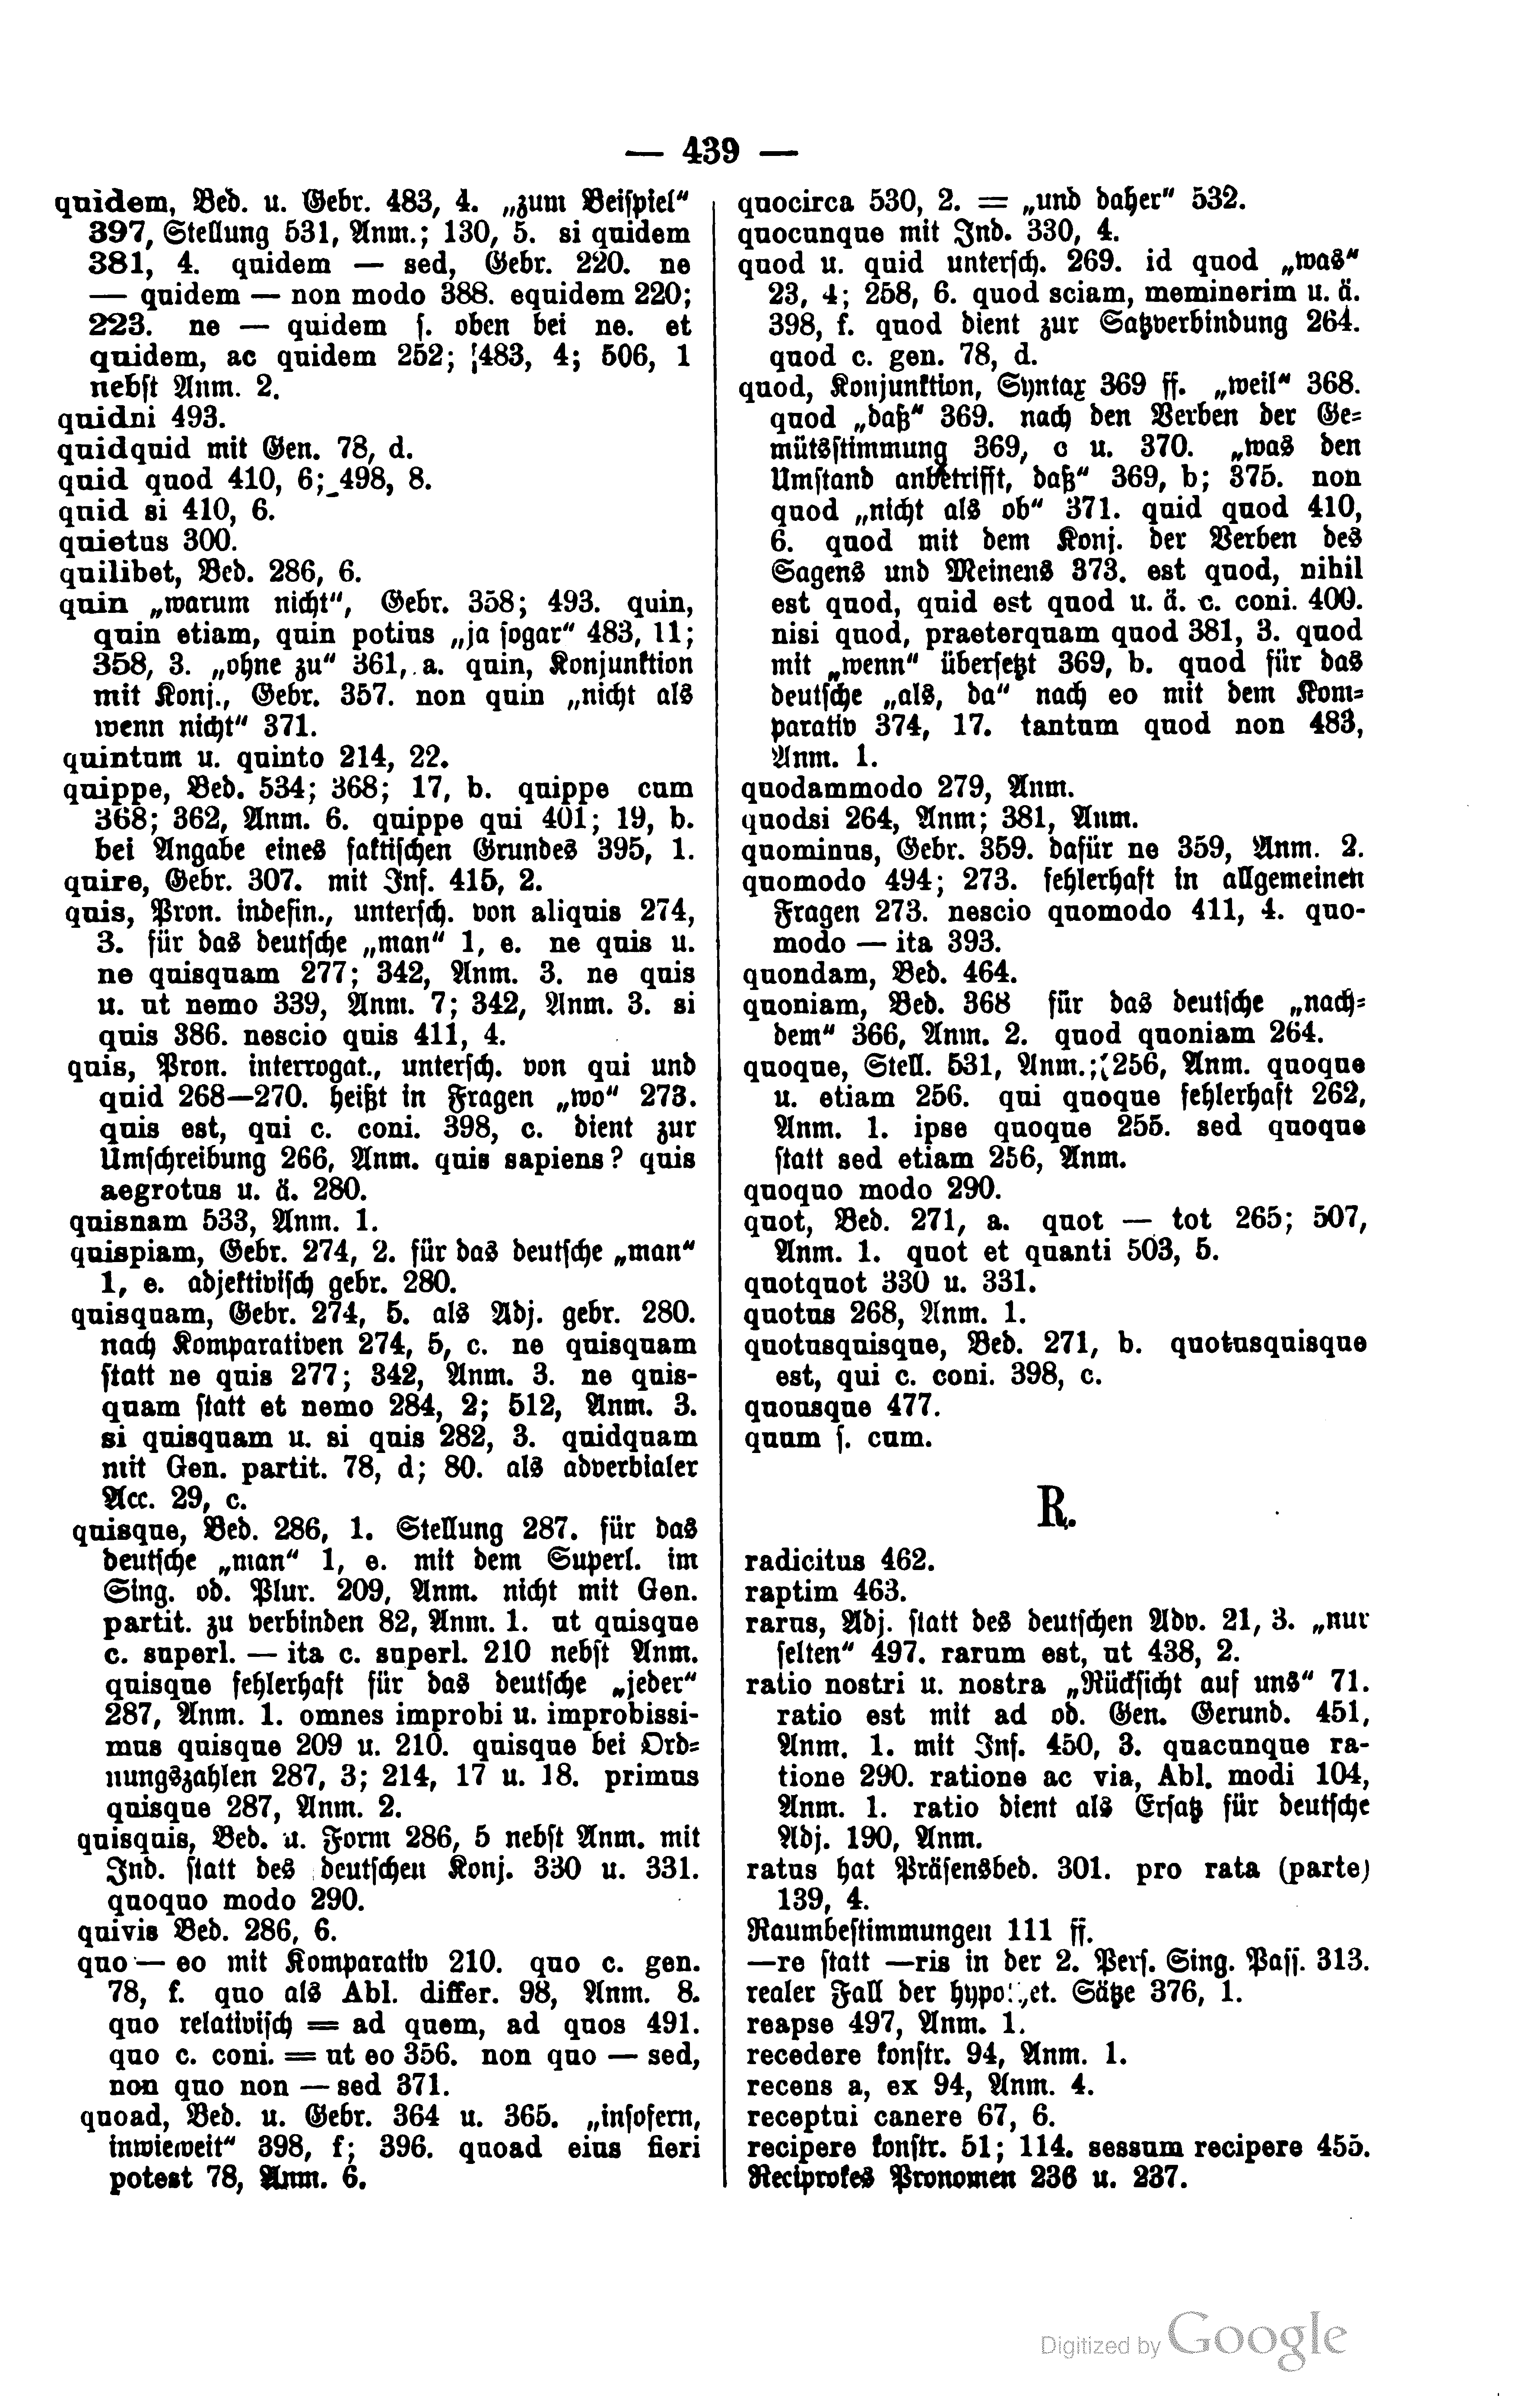 — 439 —
quidem, Bed. u. Gebr. 483, 4. „zum Beispiel“
397, Stellung 531, Anm.; 130, 5. si quidem
381, 4. quidem — sed, Gebr. 220. ne
— quidem — non modo 388. equidem 220;
223. ne — quidem s. oben bei ne. et
quidem, ac quidem 252; 483, 4; 506, 1
nebst Anm. 2.
quidni 493.
quidquid mit Gen. 78, d.
quid quod 410, 6; 498, 8.
quid si 410, 6.
quietus 300.
quilibet, Bed. 286, 6.
quin „warum nicht“, Gebr. 358; 493. quin,
quin etiam, quin potius „ja sogar“ 483, 11;
358, 3. „ohne zu“ 361, a. quin, Konjunktion
mit Konj., Gebr. 357. non quin „nicht als
wenn nicht“ 371.
quintum u. quinto 214, 22.
quippe, Bed. 534; 368; 17, b. quippe cum
368; 362, Anm. 6. quippe qui 401; 19, b.
bei Angabe eines faktischen Grundes 395, 1.
quire, Gebr. 307. mit Inf. 415, 2.
quis, Pron. indefin., untersch. von aliquis 274,
3. für das deutsche „man“ 1, e. ne quis u.
ne quisquam 277; 342, Anm. 3. ne quis
u. ut nemo 339, Anm. 7; 342, Anm. 3. si
quis 386. nescio quis 411, 4.
quis, Pron. interrogat., untersch. von qui und
quid 268—270. heißt in Fragen „wo“ 273.
quis est, qui c. coni. 398, c. dient zur
Umschreibung 266, Anm. quis sapiens? quis
aegrotus u. ä. 280.
quisnam 533, Anm. 1.
quispiam, Gebr. 274, 2. für das deutsche „man“
1, e. adjektivisch gebr. 280.
quisquam, Gebr. 274, 5. als Adj. gebr. 280.
nach Komparativen 274, 5, c. ne quisquam
statt ne quis 277; 342, Anm. 3. ne quis-
quam statt et nemo 284, 2; 512, Anm. 3.
si quisquam u. si quis 282, 3. quidquam
mit Gen. partit. 78, d; 80. als adverbialer
Acc. 29, c.
quisque, Bed. 286, 1. Stellung 287. für das
deutsche „man“ 1, e. mit dem Superl. im
Sing. ob. Plur. 209, Anm. nicht mit Gen.
partit. zu verbinden 82, Anm. 1. ut quisque
c. superl. — ita c. superl. 210 nebst Anm.
quisque fehlerhaft für das deutsche „jeder“
287, Anm. 1. omnes improbi u. improbissi-
mus quisque 209 u. 210. quisque bei Ord-
nungszahlen 287, 3; 214, 17 u. 18. primus
quisque 287, Anm. 2.
quisquis, Bed. u. Form 286, 5 nebst Anm. mit
Ind. statt des deutschen Konj. 330 u. 331.
quoquo modo 290.
quivis Bed. 286, 6.
quo — eo mit Komparativ 210. quo c. gen.
78, f. quo als Abl. differ. 98, Anm. 8.
quo relativisch = ad quem, ad quos 491.
quo c. coni. = ut eo 356. non quo — sed,
non quo non — sed 371.
quoad, Bed. u. Gebr. 364 u. 365. „insofern,
inwieweit“ 398, f; 396. quoad eius fieri
potest 78, Anm. 6.
quocirca 530, 2. = „und daher“ 532.
quocunque mit Ind. 330, 4.
quod u. quid untersch. 269. id quod „was“
23, 4; 258, 6. quod sciam, meminerim u. ä.
398, f. quod dient zur Satzverbindung 264.
quod c. gen. 78, d.
quod, Konjunktion, Syntax 369 ff. „weil“ 368.
quod „daß“ 369. nach den Verben der Ge-
mütsstimmung 369, c u. 370. „was den
Umstand anbetrifft, daß“ 369, b; 375. non
quod „nicht als ob“ 371. quid quod 410,
6. quod mit dem Konj. der Verben des
Sagens und Meinens 373. est quod, nihil
est quod, quid est quod u. ä. c. coni. 400.
nisi quod, praeterquam quod 381, 3. quod
mit „wenn“ übersetzt 369, b. quod für das
deutsche „als, da“ nach eo mit dem Kom-
parativ 374, 17. tantum quod non 483,
Anm. 1.
quodammodo 279, Anm.
quodsi 264, Anm; 381, Anm.
quominus, Gebr. 359. dafür ne 359, Anm. 2.
quomodo 494; 273. fehlerhaft in allgemeinen
Fragen 273. nescio quomodo 411, 4. quo-
modo — ita 393.
quondam, Bed. 464.
quoniam, Bed. 368 für das deutsche „nach-
dem“ 366, Anm. 2. quod quoniam 264.
quoque, Stell. 531, Anm.; 256, Anm. quoque
u. etiam 256. qui quoque fehlerhaft 262,
Anm. 1. ipse quoque 255. sed quoque
statt sed etiam 256, Anm.
quoquo modo 290.
quot, Bed. 271, a. quot — tot 265; 507,
Anm. 1. quot et quanti 503, 5.
quotquot 330 u. 331.
quotus 268, Anm. 1.
quotusquisque, Bed. 271, b. quotusquisque
est, qui c. coni. 398, c.
quousque 477.
quum s. cum.
R.
radicitus 462.
raptim 463.
rarus, Adj. statt des deutschen Adv. 21, 3. „nur
selten“ 497. rarum est, ut 438, 2.
ratio nostri u. nostra „Rücksicht auf uns“ 71.
ratio est mit ad ob. Gen. Gerund. 451,
Anm. 1. mit Inf. 450, 3. quacunque ra-
tione 290. ratione ac via, Abl. modi 104,
Anm. 1. ratio dient als Ersatz für deutsche
Adj. 190, Anm.
ratus hat Präsensbed. 301. pro rata (parte)
139, 4.
Raumbestimmungen 111 ff.
—re statt —ris in der 2. Pers. Sing. Pass. 313.
realer Fall der hypothet. Sätze 376, 1.
reapse 497, Anm. 1.
recedere konstr. 94, Anm. 1.
recens a, ex 94, Anm. 4.
receptui canere 67, 6.
recipere konstr. 51; 114. sessum recipere 455.
Reciprokes Pronomen 236 u. 237.
Digitized by Google